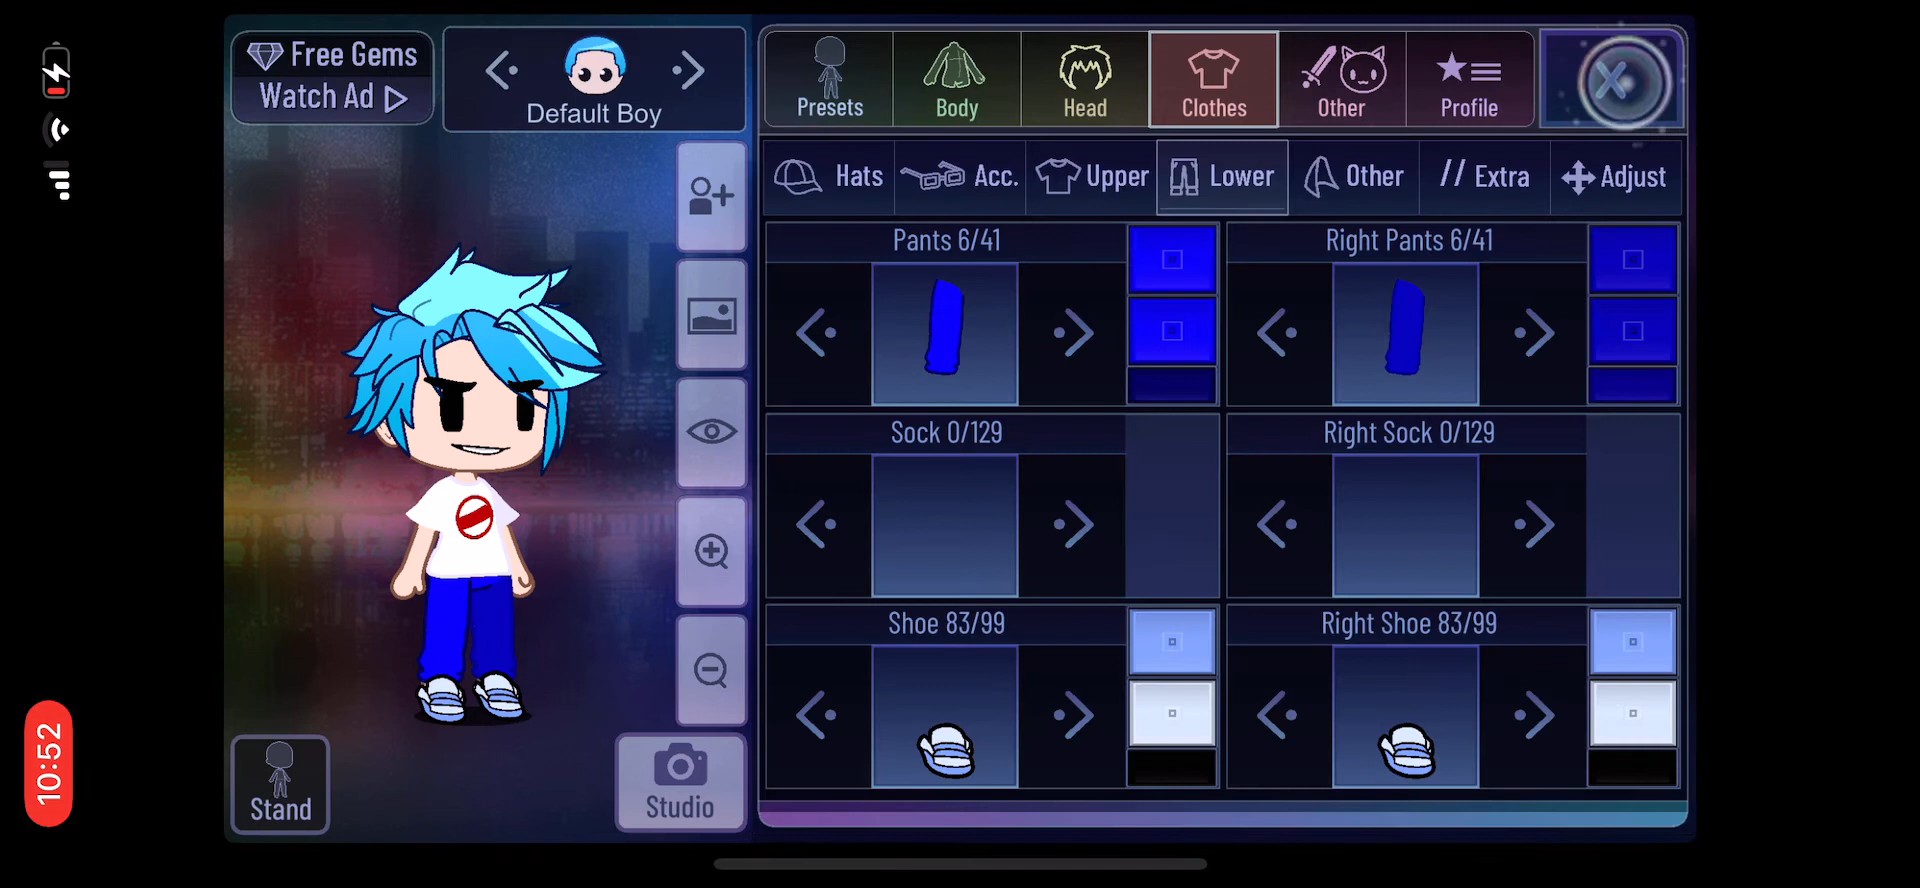 10:52
Free Gems
Watch Ad
Default Boy
Stand
Studio
Presets
Body
Head
Clothes
Other
Profile
X
Hats
Acc.
Upper
Lower
Other
Extra
Adjust
Pants 6/41
Right Pants 6/41
Sock 0/129
Right Sock 0/129
Shoe 83/99
Right Shoe 83/99